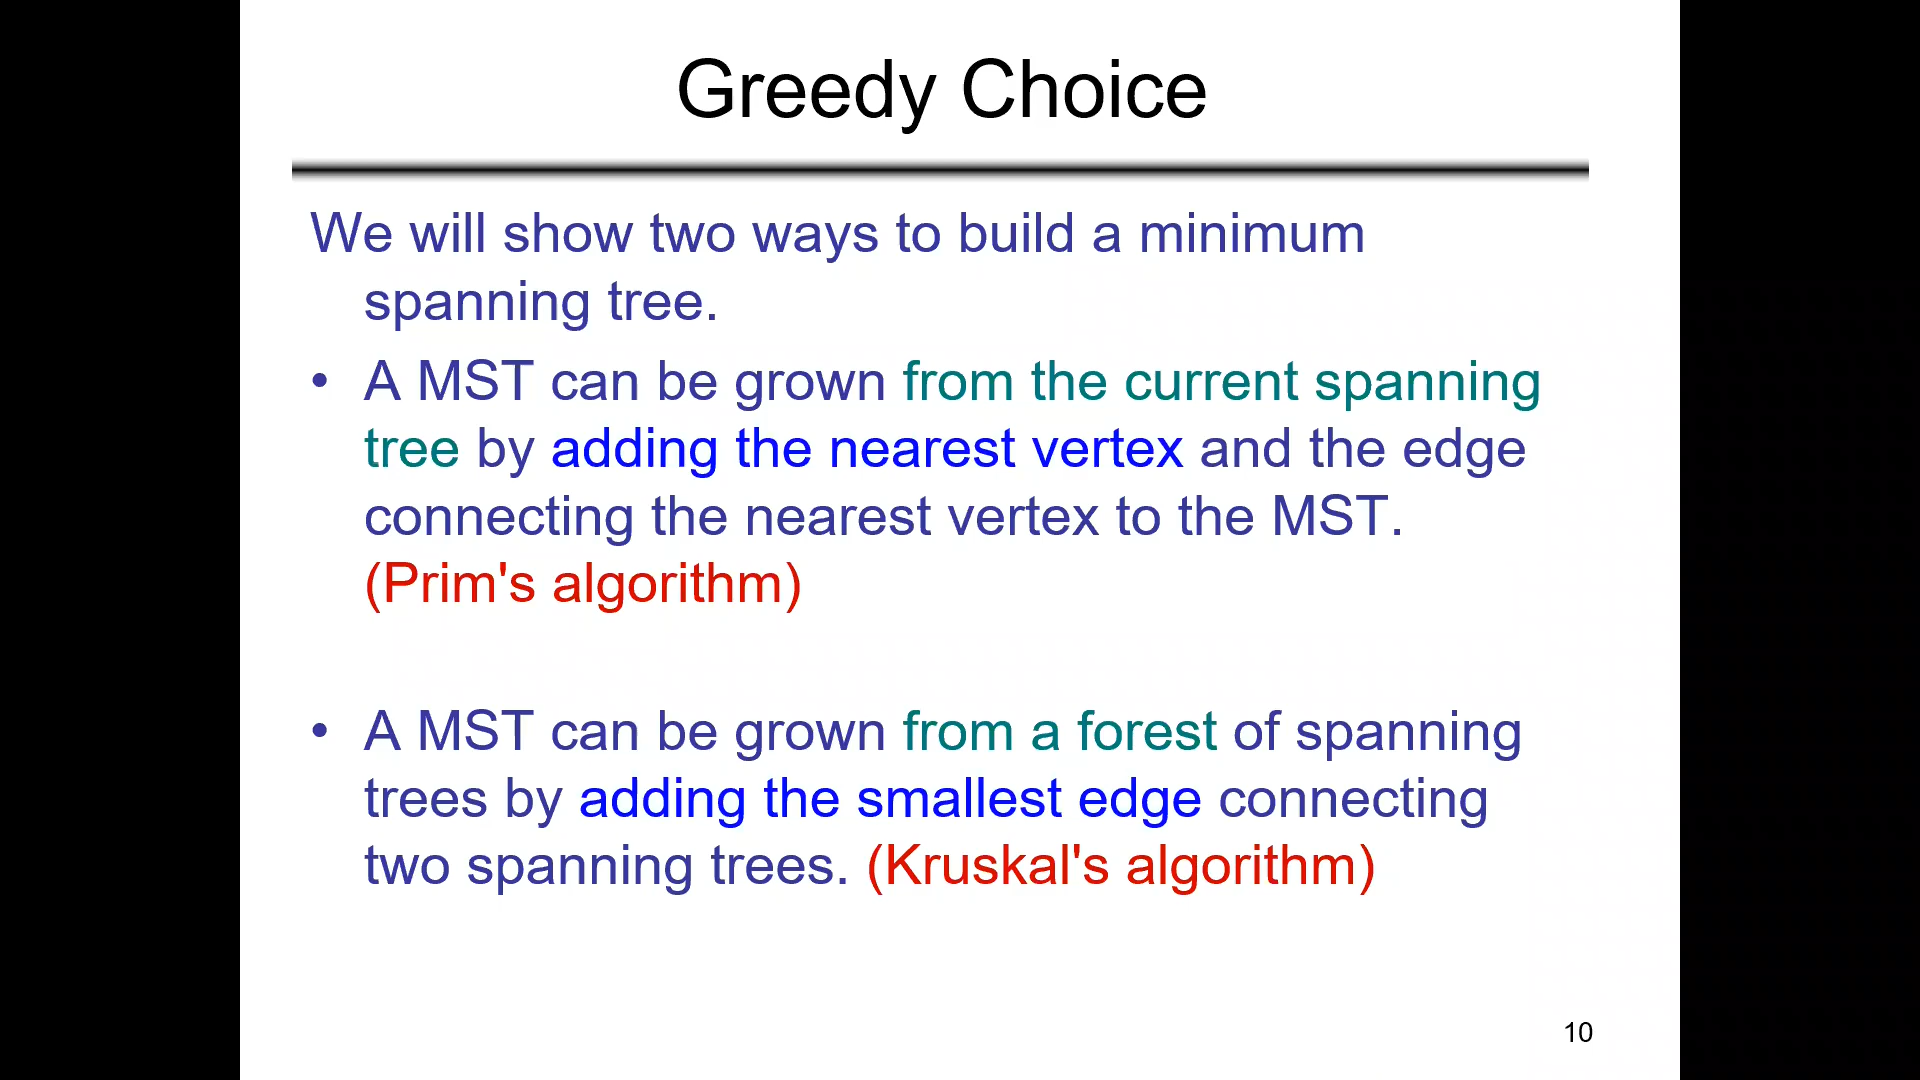 Greedy Choice
We will show two ways to build a minimum
spanning tree.
• A MST can be grown from the current spanning
tree by adding the nearest vertex and the edge
connecting the nearest vertex to the MST.
(Prim's algorithm)
• A MST can be grown from a forest of spanning
trees by adding the smallest edge connecting
two spanning trees. (Kruskal's algorithm)
10